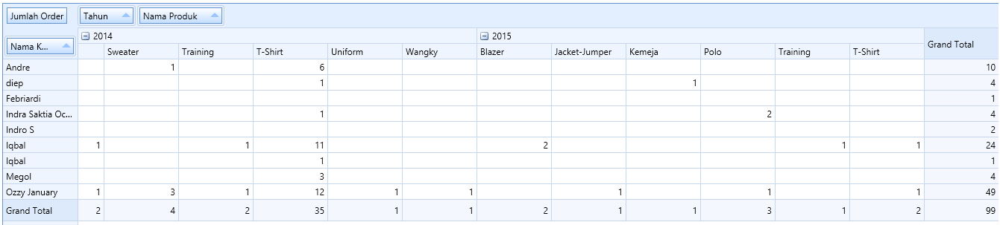 Jumlah Order Tahun Nama Produk
Nama K... 2014 2015 Grand Total
Sweater Training T-Shirt Uniform Wangky Blazer Jacket-Jumper Kemeja Polo Training T-Shirt
Andre 1 6 10
diep 1 1 4
Febriardi 1
Indra Saktia Oc... 1 2 4
Indro S 2
Iqbal 1 1 11 2 1 1 24
Iqbal 1 1
Megol 3 4
Ozzy January 1 3 1 12 1 1 1 1 1 49
Grand Total 2 4 2 35 1 1 2 1 1 3 1 2 99